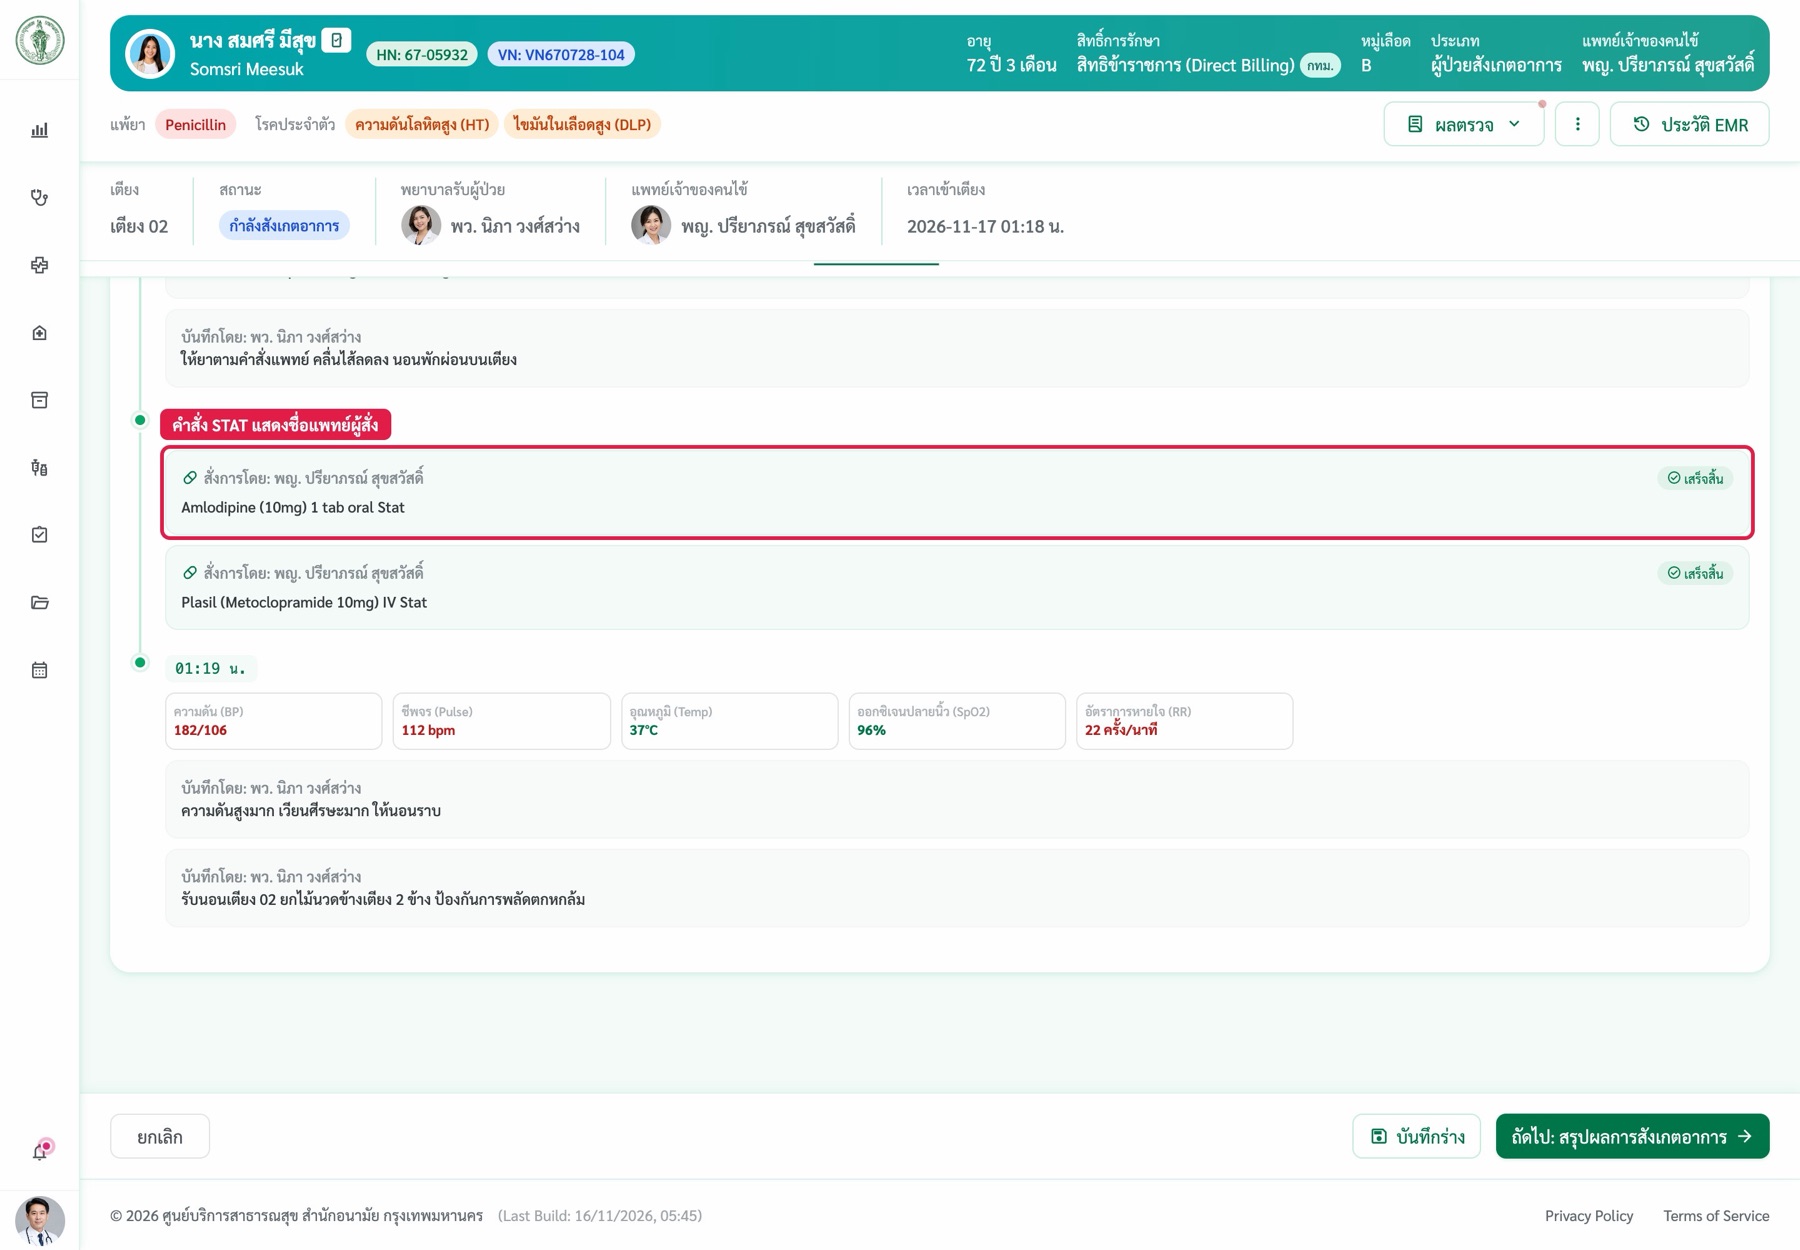 นาง สมศรี มีสุข
Somsri Meesuk
HN: 67-05932
VN: VN670728-104
อายุ
72 ปี 3 เดือน
สิทธิ์การรักษา
สิทธิข้าราชการ (Direct Billing) กทม.
หมู่เลือด
B
ประเภท
ผู้ป่วยสังเกตอาการ
แพทย์เจ้าของคนไข้
พญ. ปรียาภรณ์ สุขสวัสดิ์
แพ้ยา Penicillin โรคประจำตัว ความดันโลหิตสูง (HT) ไขมันในเลือดสูง (DLP)
ผลตรวจ
ประวัติ EMR
เตียง
เตียง 02
สถานะ
กำลังสังเกตอาการ
พยาบาลรับผู้ป่วย
พว. นิภา วงศ์สว่าง
แพทย์เจ้าของคนไข้
พญ. ปรียาภรณ์ สุขสวัสดิ์
เวลาเข้าเตียง
2026-11-17 01:18 น.
บันทึกโดย: พว. นิภา วงศ์สว่าง
ให้ยาตามคำสั่งแพทย์ คลื่นไส้ลดลง นอนพักผ่อนบนเตียง
คำสั่ง STAT แสดงชื่อแพทย์ผู้สั่ง
สั่งการโดย: พญ. ปรียาภรณ์ สุขสวัสดิ์
เสร็จสิ้น
Amlodipine (10mg) 1 tab oral Stat
สั่งการโดย: พญ. ปรียาภรณ์ สุขสวัสดิ์
เสร็จสิ้น
Plasil (Metoclopramide 10mg) IV Stat
01:19 น.
ความดัน (BP)
182/106
ชีพจร (Pulse)
112 bpm
อุณหภูมิ (Temp)
37°C
ออกซิเจนปลายนิ้ว (SpO2)
96%
อัตราการหายใจ (RR)
22 ครั้ง/นาที
บันทึกโดย: พว. นิภา วงศ์สว่าง
ความดันสูงมาก เวียนศีรษะมาก ให้นอนราบ
บันทึกโดย: พว. นิภา วงศ์สว่าง
รับนอนเตียง 02 ยกไม้นวดข้างเตียง 2 ข้าง ป้องกันการพลัดตกหกล้ม
ยกเลิก
บันทึกร่าง
ถัดไป: สรุปผลการสังเกตอาการ
© 2026 ศูนย์บริการสาธารณสุข สำนักอนามัย กรุงเทพมหานคร (Last Build: 16/11/2026, 05:45)
Privacy Policy
Terms of Service